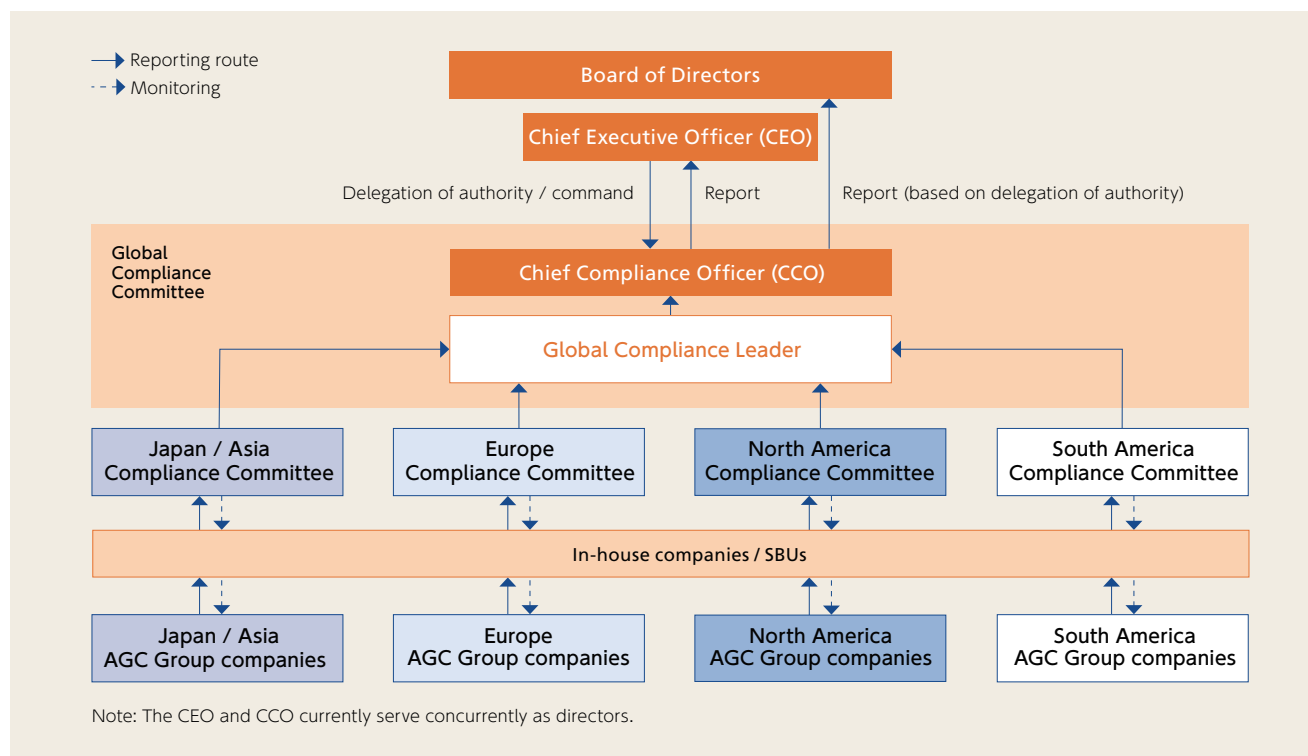 Reporting route
Monitoring
Board of Directors
Chief Executive Officer (CEO)
Delegation of authority / command
Report
Report (based on delegation of authority)
Global
Compliance
Committee
Chief Compliance Officer (CCO)
Global Compliance Leader
Japan / Asia
Compliance Committee
Europe
Compliance Committee
North America
Compliance Committee
South America
Compliance Committee
In-house companies / SBUs
Japan / Asia
AGC Group companies
Europe
AGC Group companies
North America
AGC Group companies
South America
AGC Group companies
Note: The CEO and CCO currently serve concurrently as directors.